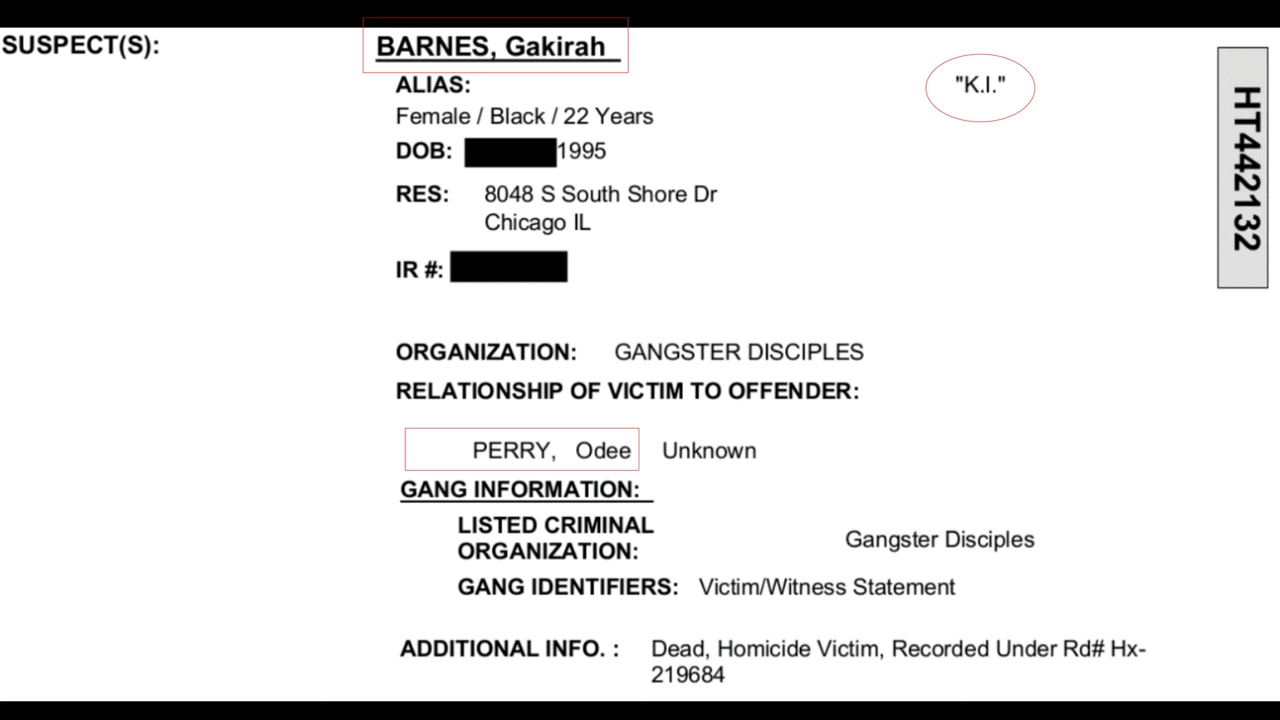 SUSPECT(S):
BARNES, Gakirah
ALIAS: "K.I."
Female / Black / 22 Years
DOB: 1995
RES: 8048 S South Shore Dr
Chicago IL
IR #:
HT442132
ORGANIZATION: GANGSTER DISCIPLES
RELATIONSHIP OF VICTIM TO OFFENDER:
PERRY, Odee Unknown
GANG INFORMATION:
LISTED CRIMINAL
ORGANIZATION: Gangster Disciples
GANG IDENTIFIERS: Victim/Witness Statement
ADDITIONAL INFO. : Dead, Homicide Victim, Recorded Under Rd# Hx-
219684